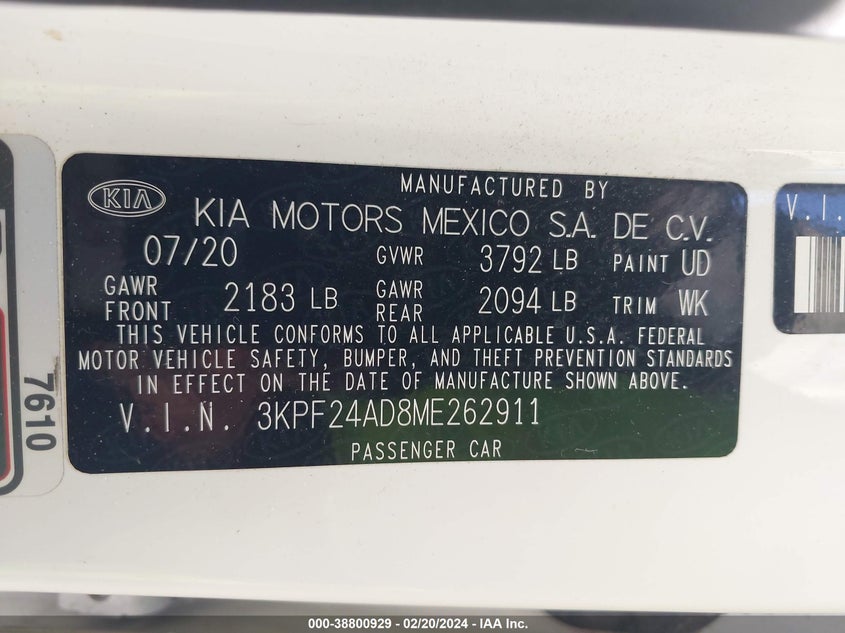 MANUFACTURED BY
KIA KIA MOTORS MEXICO S.A. DE C.V.
07/20 GVWR 3792 LB PAINT UD
GAWR FRONT 2183 LB GAWR REAR 2094 LB TRIM WK
THIS VEHICLE CONFORMS TO ALL APPLICABLE U.S.A. FEDERAL
MOTOR VEHICLE SAFETY, BUMPER, AND THEFT PREVENTION STANDARDS
IN EFFECT ON THE DATE OF MANUFACTURE SHOWN ABOVE.
V.I.N. 3KPF24AD8ME262911
PASSENGER CAR
7610
V.I.
000-38800929 - 02/20/2024 - IAA Inc.